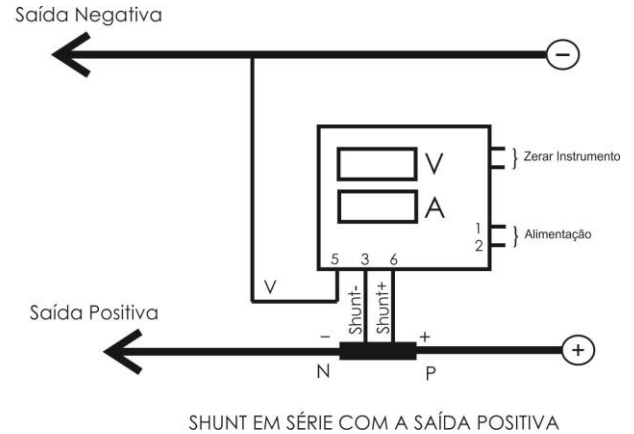 Saída Negativa
−
V
A
} Zerar Instrumento
1
2
} Alimentação
5 3 6
V
Shunt-
Shunt+
Saída Positiva
− +
+
N P
SHUNT EM SÉRIE COM A SAÍDA POSITIVA